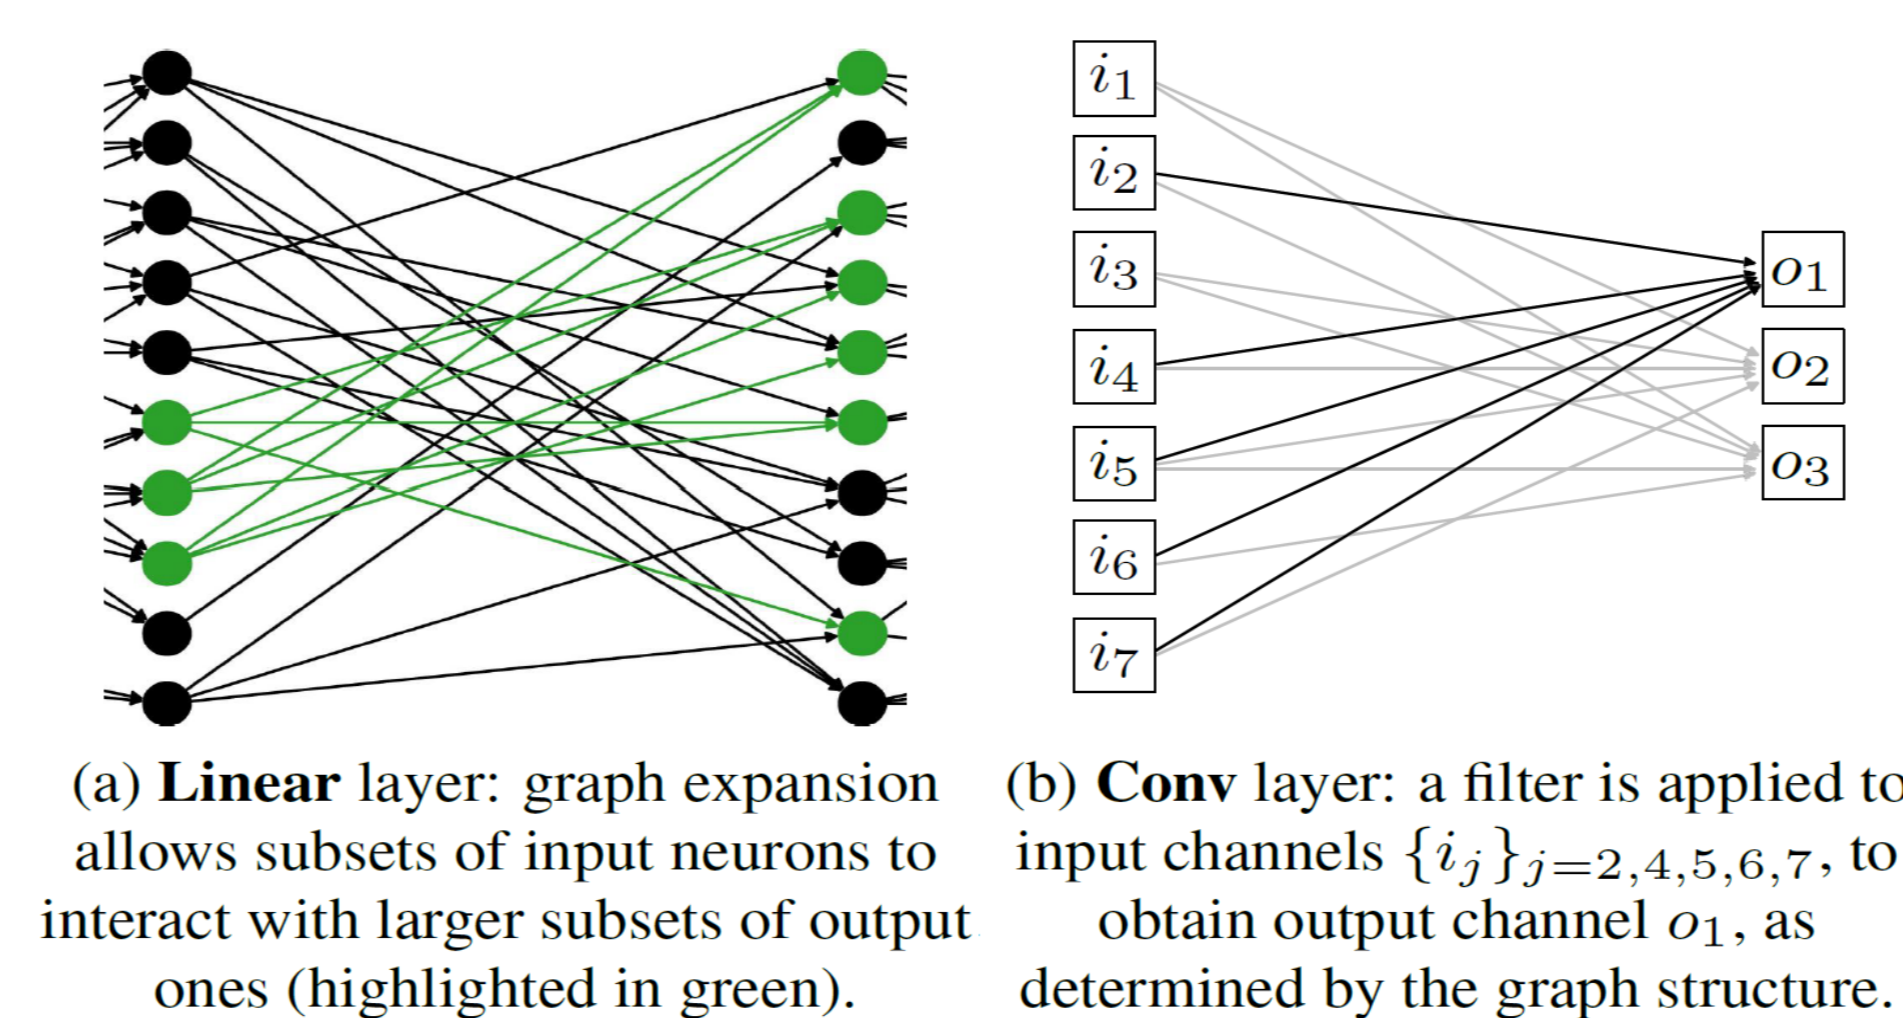 i1
i2
i3
i4
i5
i6
i7
o1
o2
o3
(a) Linear layer: graph expansion
allows subsets of input neurons to
interact with larger subsets of output
ones (highlighted in green).
(b) Conv layer: a filter is applied to
input channels {ij}j=2,4,5,6,7, to
obtain output channel o1, as
determined by the graph structure.